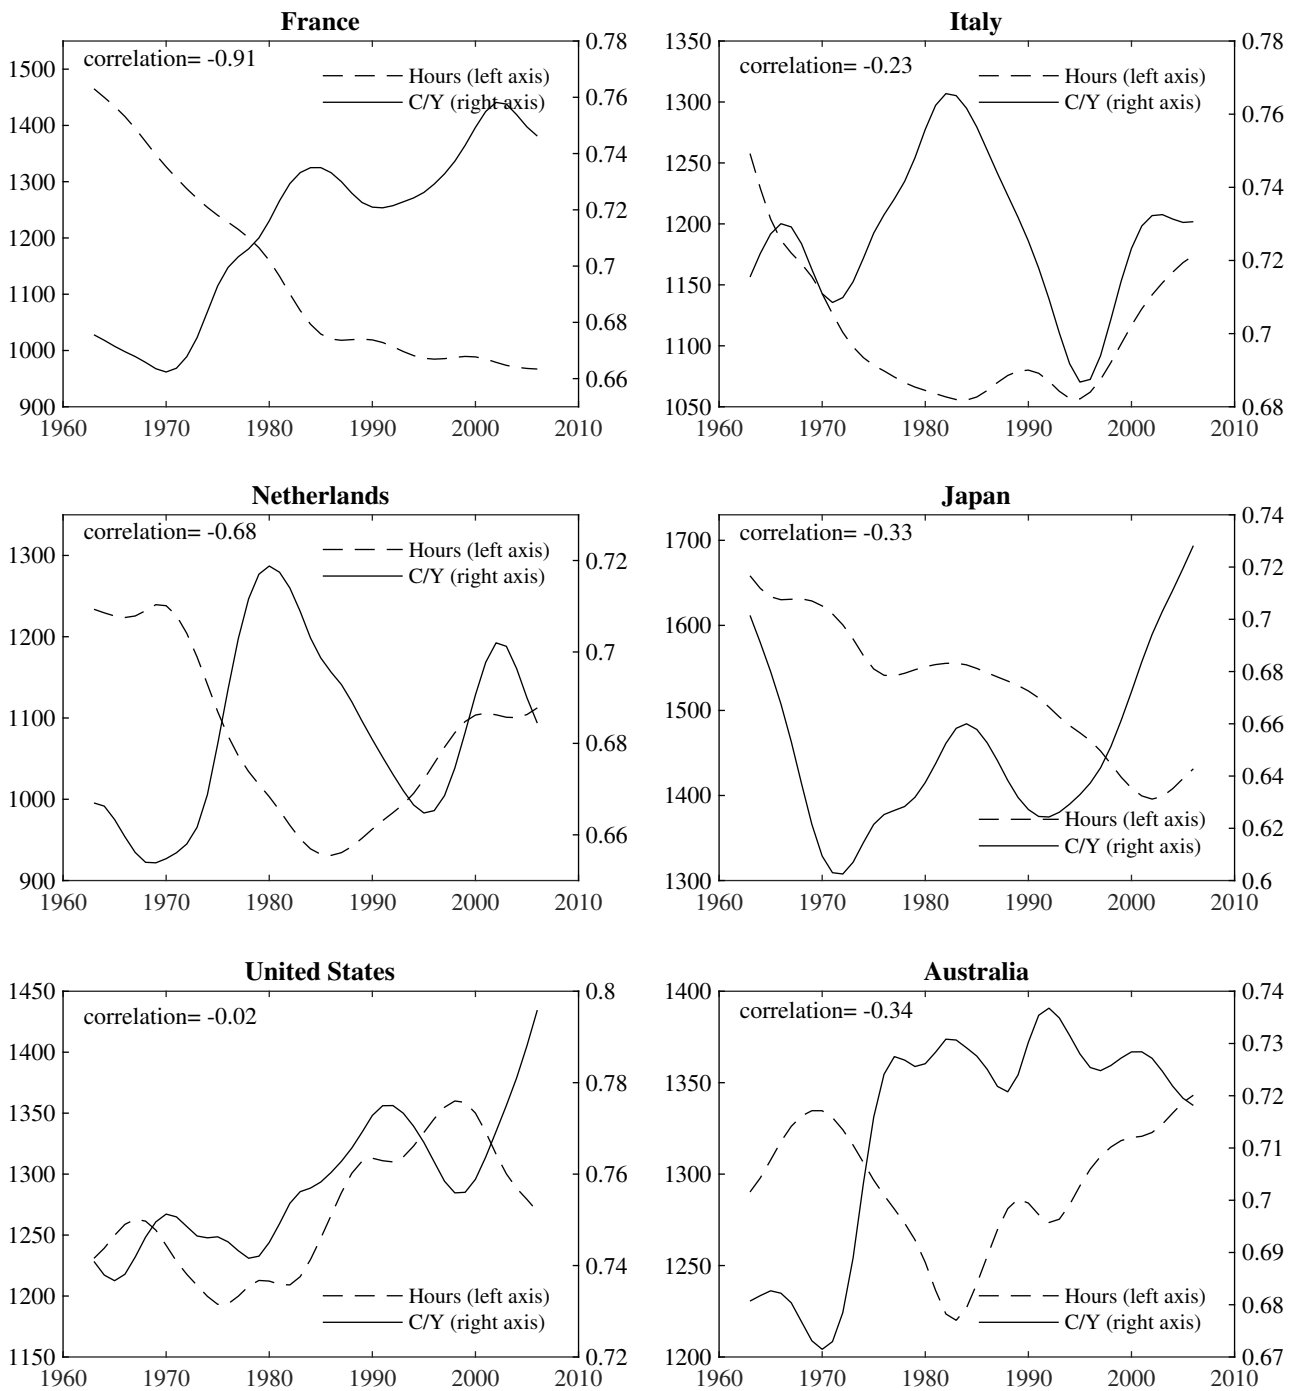 France
correlation= -0.91
Hours (left axis)
C/Y (right axis)
1500
1400
1300
1200
1100
1000
900
0.78
0.76
0.74
0.72
0.7
0.68
0.66
1960 1970 1980 1990 2000 2010
Italy
correlation= -0.23
Hours (left axis)
C/Y (right axis)
1350
1300
1250
1200
1150
1100
1050
0.78
0.76
0.74
0.72
0.7
0.68
1960 1970 1980 1990 2000 2010
Netherlands
correlation= -0.68
Hours (left axis)
C/Y (right axis)
1300
1200
1100
1000
900
0.72
0.7
0.68
0.66
1960 1970 1980 1990 2000 2010
Japan
correlation= -0.33
Hours (left axis)
C/Y (right axis)
1700
1600
1500
1400
1300
0.74
0.72
0.7
0.68
0.66
0.64
0.62
0.6
1960 1970 1980 1990 2000 2010
United States
correlation= -0.02
Hours (left axis)
C/Y (right axis)
1450
1400
1350
1300
1250
1200
1150
0.8
0.78
0.76
0.74
0.72
1960 1970 1980 1990 2000 2010
Australia
correlation= -0.34
Hours (left axis)
C/Y (right axis)
1400
1350
1300
1250
1200
0.74
0.73
0.72
0.71
0.7
0.69
0.68
0.67
1960 1970 1980 1990 2000 2010